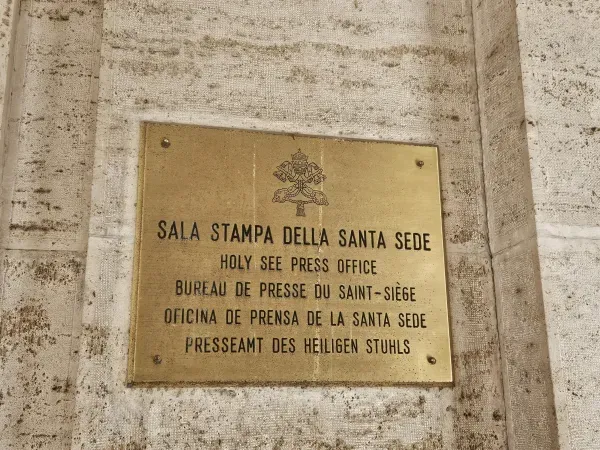 SALA STAMPA DELLA SANTA SEDE
HOLY SEE PRESS OFFICE
BUREAU DE PRESSE DU SAINT-SIÈGE
OFICINA DE PRENSA DE LA SANTA SEDE
PRESSEAMT DES HEILIGEN STUHLS